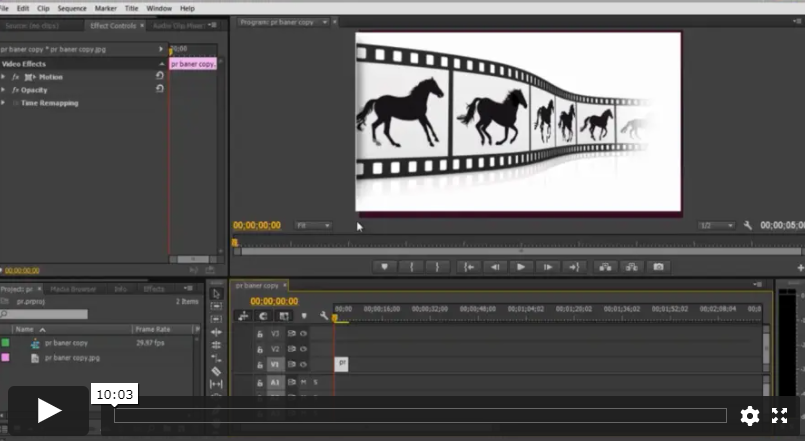 File Edit Clip Sequence Marker Title Window Help
Source: (no clips) Effect Controls Audio Clip Mixer:
Program: pr baner copy
pr baner copy * pr baner copy.jpg
00;00
Video Effects
pr baner copy.
fx Motion
fx Opacity
Time Remapping
00;00;00;00
Fit
1/2
00;00;05;00
00;00;00;00
Project: pr Media Browser Info Effects
pr.prproj
2 Items
Name Frame Rate
pr baner copy 29.97 fps
pr baner copy.jpg
pr baner copy
00;00;00;00
00;00 00;00;16;00 00;00;32;00 00;00;48;00 00;01;04;02 00;01;20;02 00;01;36;02 00;01;52;02 00;02;08;04 00;0
V3
V2
V1
pr
A1 M S
10:03